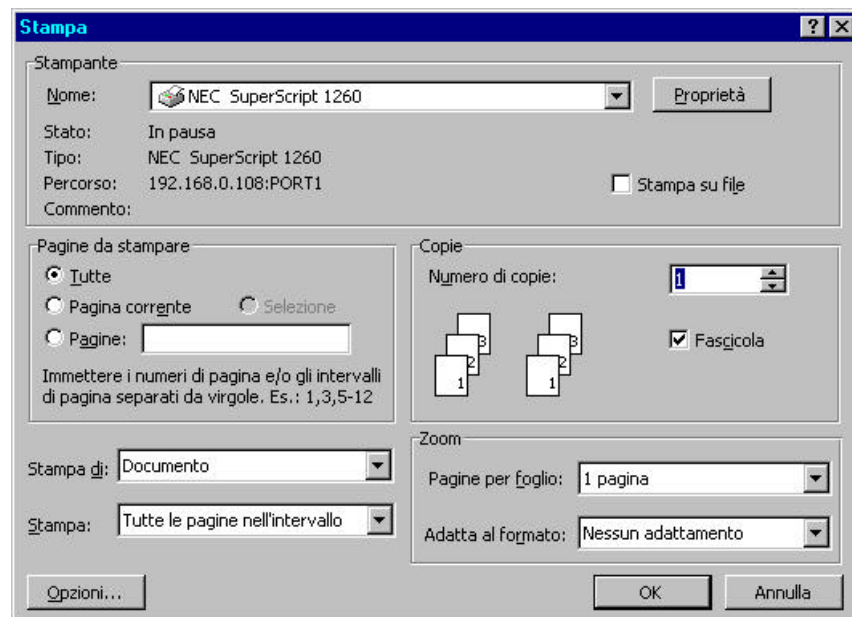 Stampa
Stampante
Nome: NEC SuperScript 1260 Proprietà
Stato: In pausa
Tipo: NEC SuperScript 1260
Percorso: 192.168.0.108:PORT1 Stampa su file
Commento:
Pagine da stampare
Tutte
Pagina corrente Selezione
Pagine:
Immettere i numeri di pagina e/o gli intervalli
di pagina separati da virgole. Es.: 1,3,5-12
Copie
Numero di copie: 1
3 3
2 2
1 1
Fascicola
Stampa di: Documento
Stampa: Tutte le pagine nell'intervallo
Zoom
Pagine per foglio: 1 pagina
Adatta al formato: Nessun adattamento
Opzioni... OK Annulla